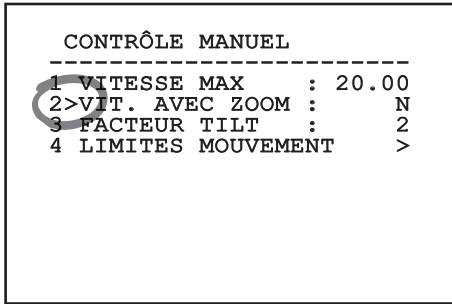 CONTRÔLE MANUEL
--------------------------
1 VITESSE MAX : 20.00
2>VIT. AVEC ZOOM : N
3 FACTEUR TILT : 2
4 LIMITES MOUVEMENT >